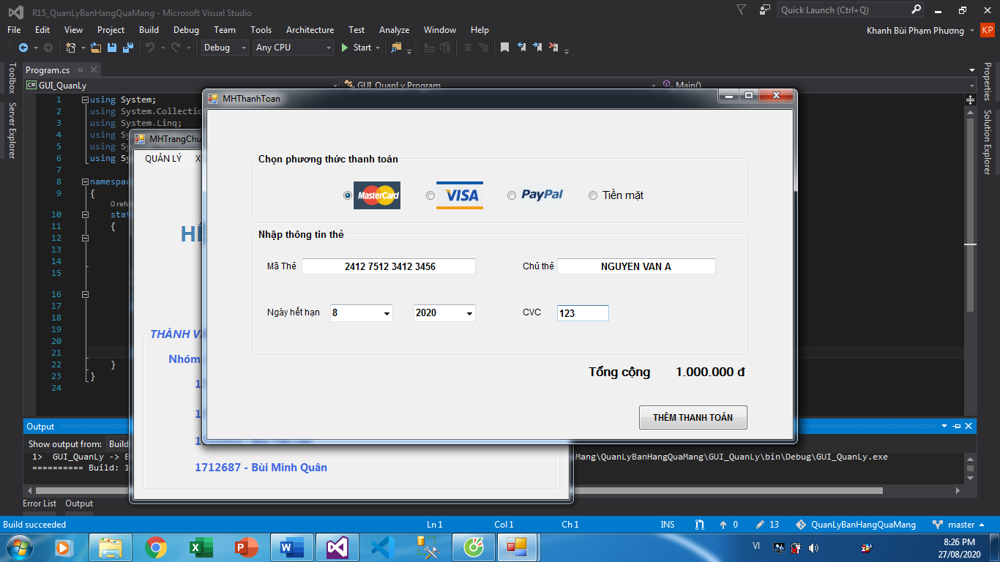 R15_QuanLyBanHangQuaMang - Microsoft Visual Studio
Quick Launch (Ctrl+Q)
File Edit View Project Build Debug Team Tools Architecture Test Analyze Window Help
Khanh Bùi Phạm Phương KP
Debug Any CPU Start
Toolbox
Server Explorer
Properties
Solution Explorer
Program.cs
GUI_QuanLy GUI_QuanLy.Program Main()
1 using System;
2 using System.Collectio
3 using System.Linq;
4 using Sy
5 using Sy
6 using Sy
7
8 namespac
9 {
0 refe
10 stat
11 {
12
13
14
15
16
17
18
19
20
21
22 }
23 }
24
MHTrangChu
QUẢN LÝ X
THÀNH V
Nhóm
1712687 - Bùi Minh Quân
MHThanhToan
Chọn phương thức thanh toán
MasterCard VISA PayPal Tiền mặt
Nhập thông tin thẻ
Mã Thẻ 2412 7512 3412 3456 Chủ thẻ NGUYEN VAN A
Ngày hết hạn 8 2020 CVC 123
Tổng cộng 1.000.000 đ
THÊM THANH TOÁN
Output
Show output from: Build
1> GUI_QuanLy -> E Mang\QuanLyBanHangQuaMang\GUI_QuanLy\bin\Debug\GUI_QuanLy.exe
========== Build: 1
Error List Output
Build succeeded Ln 1 Col 1 Ch 1 INS 0 13 QuanLyBanHangQuaMang master
VI
8:26 PM
27/08/2020